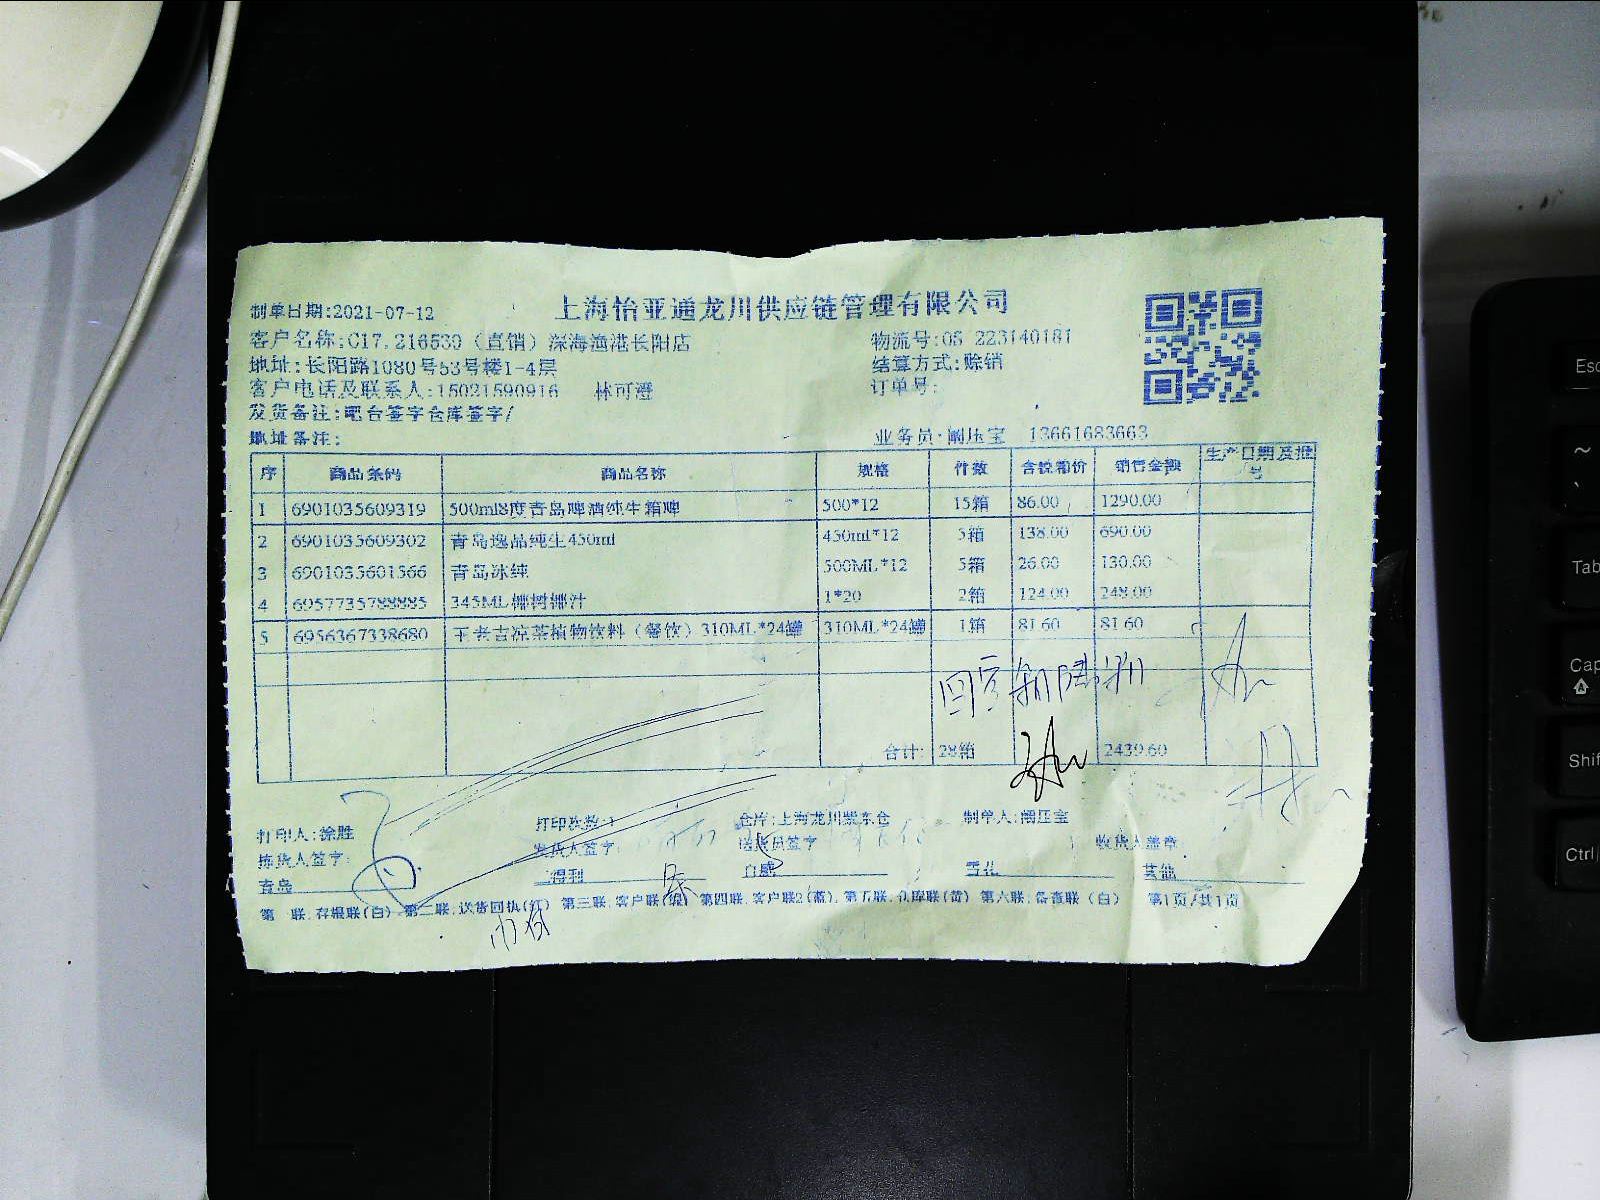 上海怡亚通龙川供应链管理有限公司
制单日期:2021-07-12
客户名称:C17.216530（直销）深海渔港长阳店 物流号:05 223140181
地址:长阳路1080号53号楼1-4层 结算方式:赊销
客户电话及联系人:15021590916 林可澄 订单号:
发货备注:吧台签字仓库签字/
地址备注: 业务员:阚压宝 13661683663
序 商品条码 商品名称 规格 件数 含税箱价 销售金额 生产日期及批号
1 6901035609319 500ml8度青岛啤酒纯生箱啤 500*12 15箱 86.00 1290.00
2 6901035609302 青岛逸品纯生450ml 450ml*12 5箱 138.00 690.00
3 6901035601566 青岛冰纯 500ML*12 5箱 26.00 130.00
4 6957735788885 345ML椰树椰汁 1*20 2箱 124.00 248.00
5 6956367338680 王老吉凉茶植物饮料（餐饮）310ML*24罐 310ML*24罐 1箱 81.60 81.60
合计: 28箱 2439.60
打印人:徐胜 打印次数:1 仓库:上海龙川紫东仓 制单人:阚压宝
拣货人签字: 发货人签字: 送货员签字 收货人盖章
青岛 三得利 百威 雪花 其他
第一联.存根联(白) 第二联.送货回执(红) 第三联.客户联(绿) 第四联.客户联2(蓝). 第五联.仓库联(黄) 第六联.备查联（白） 第1页/共1页